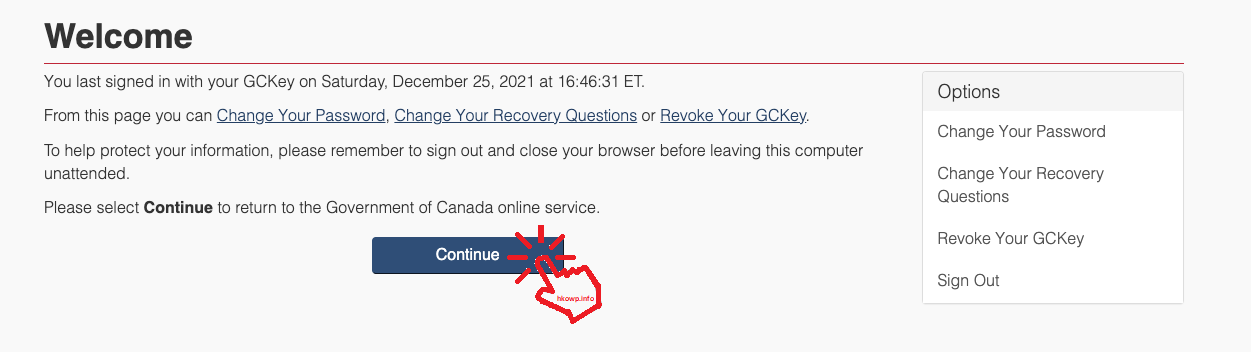 Welcome
You last signed in with your GCKey on Saturday, December 25, 2021 at 16:46:31 ET.
From this page you can Change Your Password, Change Your Recovery Questions or Revoke Your GCKey.
To help protect your information, please remember to sign out and close your browser before leaving this computer
unattended.
Please select Continue to return to the Government of Canada online service.
Continue
hkowp.info
Options
Change Your Password
Change Your Recovery
Questions
Revoke Your GCKey
Sign Out